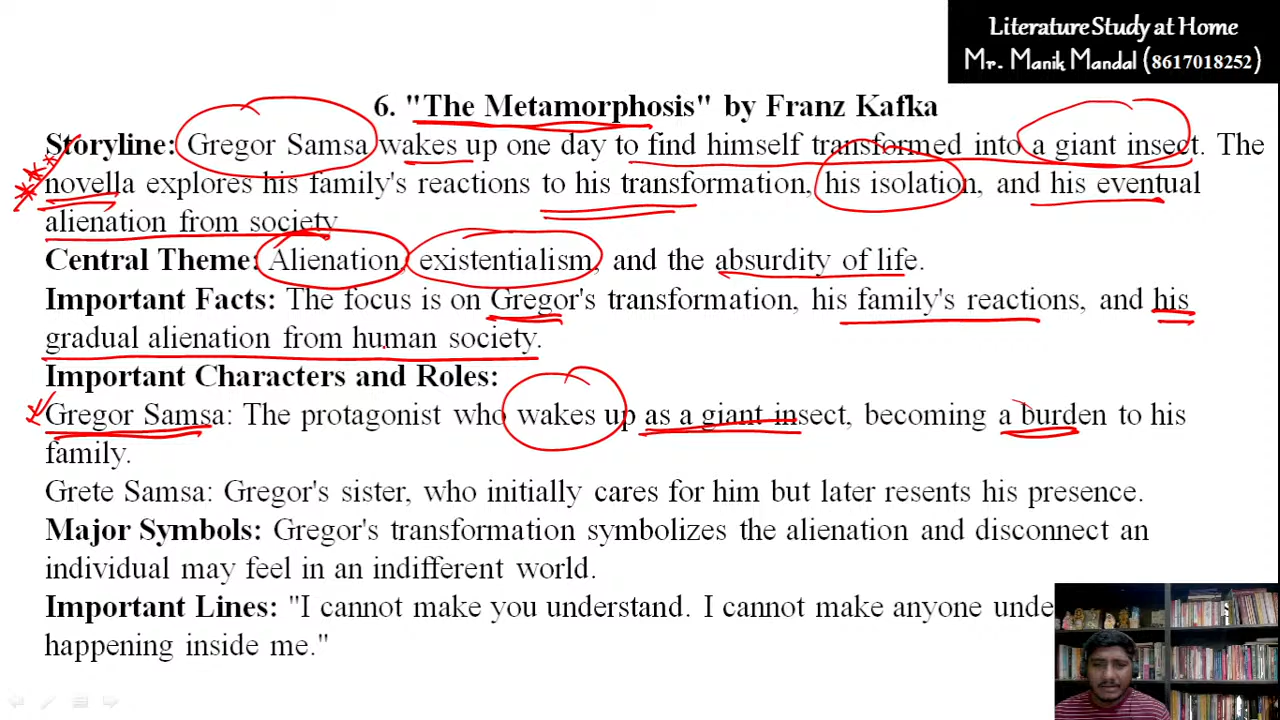 Literature Study at Home
Mr. Manik Mandal (8617018252)
6. "The Metamorphosis" by Franz Kafka
Storyline: Gregor Samsa wakes up one day to find himself transformed into a giant insect. The
novella explores his family's reactions to his transformation, his isolation, and his eventual
alienation from society.
Central Theme: Alienation, existentialism, and the absurdity of life.
Important Facts: The focus is on Gregor's transformation, his family's reactions, and his
gradual alienation from human society.
Important Characters and Roles:
Gregor Samsa: The protagonist who wakes up as a giant insect, becoming a burden to his
family.
Grete Samsa: Gregor's sister, who initially cares for him but later resents his presence.
Major Symbols: Gregor's transformation symbolizes the alienation and disconnect an
individual may feel in an indifferent world.
Important Lines: "I cannot make you understand. I cannot make anyone unde
happening inside me."